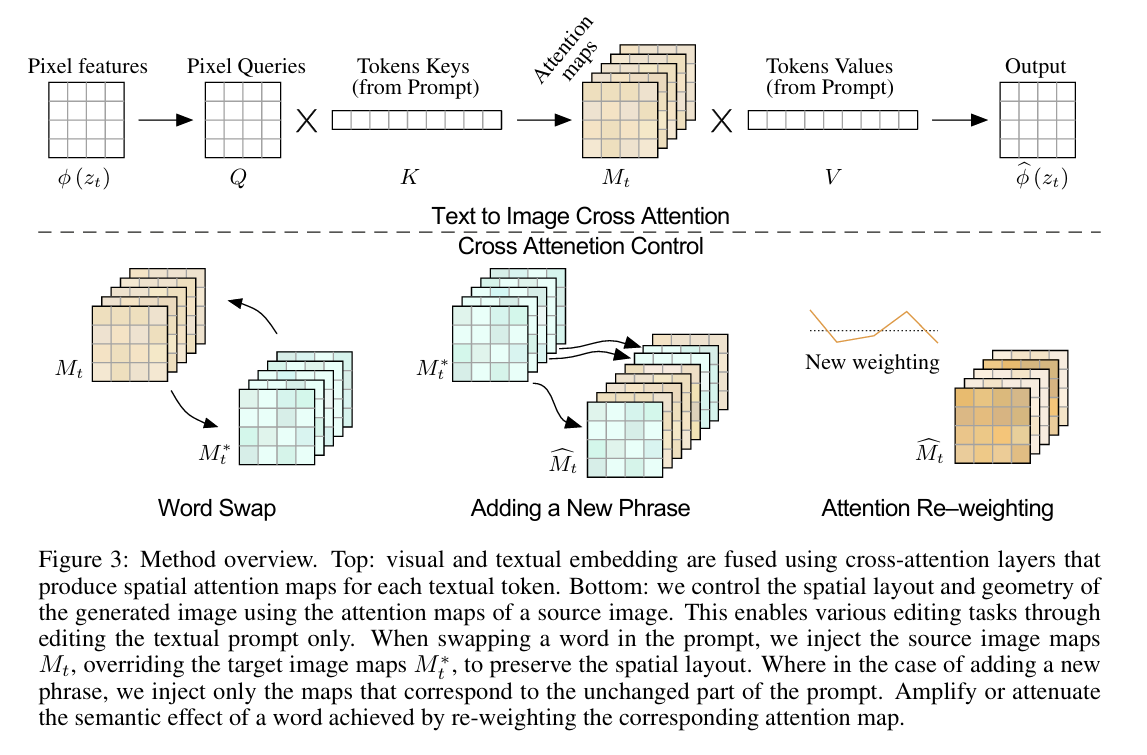 Pixel features
Pixel Queries
Tokens Keys
(from Prompt)
Attention
maps
Tokens Values
(from Prompt)
Output
ϕ (z_t)
Q
X
K
M_t
X
V
ϕ̂ (z_t)
Text to Image Cross Attention
Cross Attenetion Control
M_t
M_t^*
Word Swap
M_t^*
M̂_t
Adding a New Phrase
New weighting
M̂_t
Attention Re–weighting
Figure 3: Method overview. Top: visual and textual embedding are fused using cross-attention layers that
produce spatial attention maps for each textual token. Bottom: we control the spatial layout and geometry of
the generated image using the attention maps of a source image. This enables various editing tasks through
editing the textual prompt only. When swapping a word in the prompt, we inject the source image maps
M_t, overriding the target image maps M_t^*, to preserve the spatial layout. Where in the case of adding a new
phrase, we inject only the maps that correspond to the unchanged part of the prompt. Amplify or attenuate
the semantic effect of a word achieved by re-weighting the corresponding attention map.